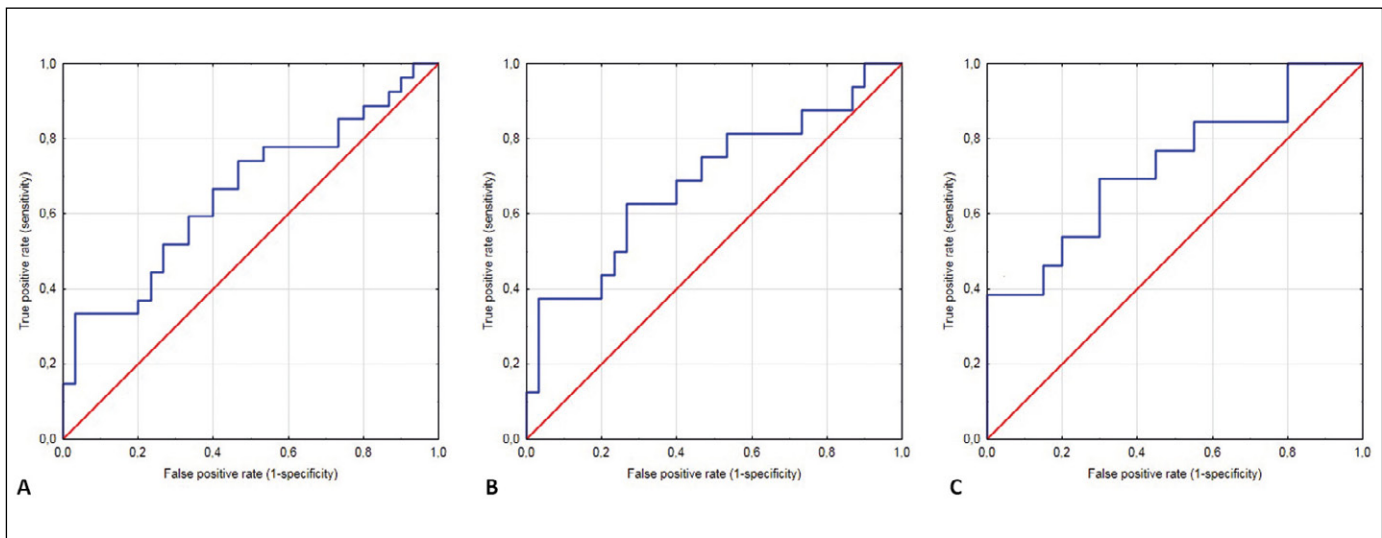 1,0
0,8
0,6
0,4
0,2
0,0
True positive rate (sensitivity)
0.0 0.2 0.4 0.6 0.8 1.0
False positive rate (1-specificity)
A
1,0
0,8
0,6
0,4
0,2
0,0
True positive rate (sensitivity)
0.0 0.2 0.4 0.6 0.8 1.0
False positive rate (1-specificity)
B
1,0
0,8
0,6
0,4
0,2
0,0
True positive rate (sensitivity)
0.0 0.2 0.4 0.6 0.8 1.0
False positive rate (1-specificity)
C